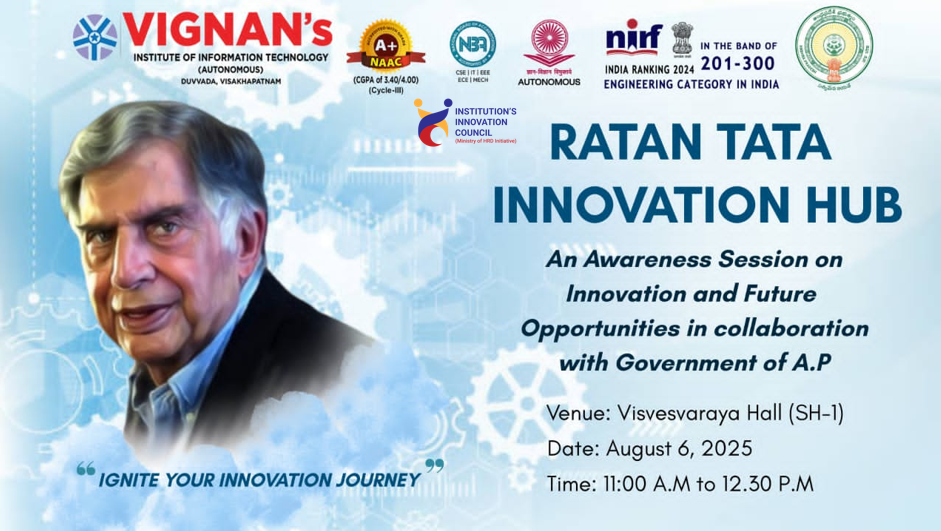 VIGNAN's
INSTITUTE OF INFORMATION TECHNOLOGY
(AUTONOMOUS)
DUVVADA, VISAKHAPATNAM
A+
NAAC
(CGPA of 3.40/4.00)
(Cycle-III)
NBA
CSE | IT | EEE
ECE | MECH
ज्ञान-विज्ञान विमुक्तये
AUTONOMOUS
nirf
INDIA RANKING 2024
IN THE BAND OF
201-300
ENGINEERING CATEGORY IN INDIA
INSTITUTION'S
INNOVATION
COUNCIL
(Ministry of HRD Initiative)
RATAN TATA
INNOVATION HUB
An Awareness Session on
Innovation and Future
Opportunities in collaboration
with Government of A.P
Venue: Visvesvaraya Hall (SH-1)
Date: August 6, 2025
Time: 11:00 A.M to 12.30 P.M
“ IGNITE YOUR INNOVATION JOURNEY ”